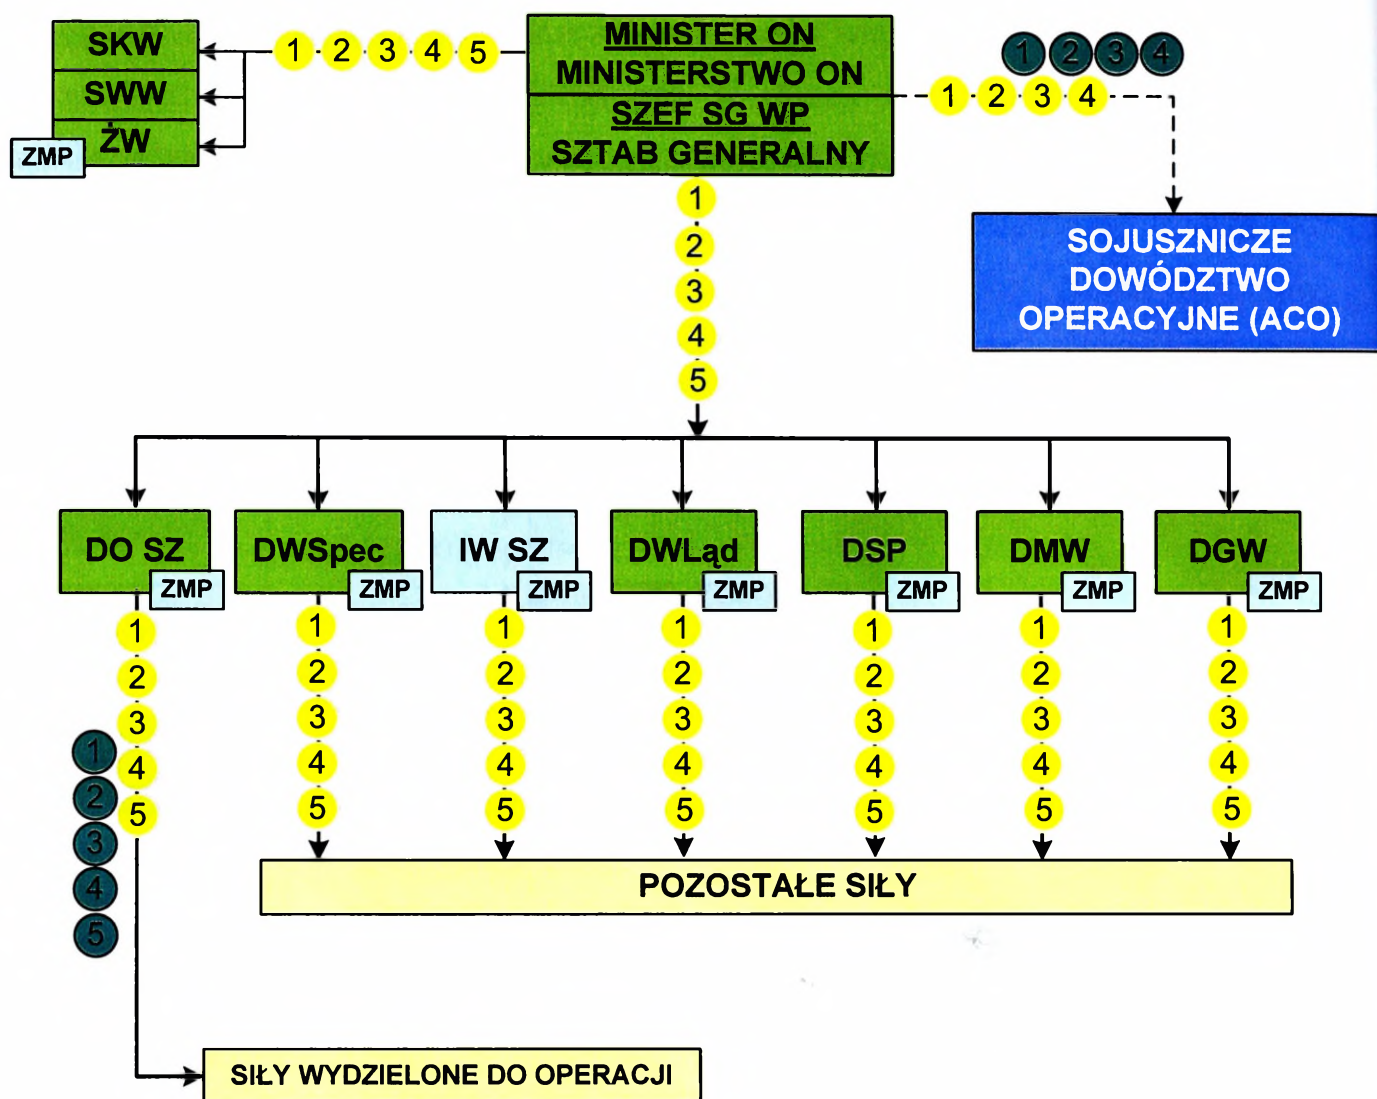 SKW
SWW
ŻW
ZMP
1 2 3 4 5
MINISTER ON
MINISTERSTWO ON
SZEF SG WP
SZTAB GENERALNY
1 2 3 4
1 2 3 4
SOJUSZNICZE
DOWÓDZTWO
OPERACYJNE (ACO)
1
2
3
4
5
DO SZ
ZMP
DWSpec
ZMP
IW SZ
ZMP
DWLąd
ZMP
DSP
ZMP
DMW
ZMP
DGW
ZMP
1 1 1 1 1 1 1
2 2 2 2 2 2 2
3 3 3 3 3 3 3
4 4 4 4 4 4 4
5 5 5 5 5 5 5
1
2
3
4
5
POZOSTAŁE SIŁY
SIŁY WYDZIELONE DO OPERACJI